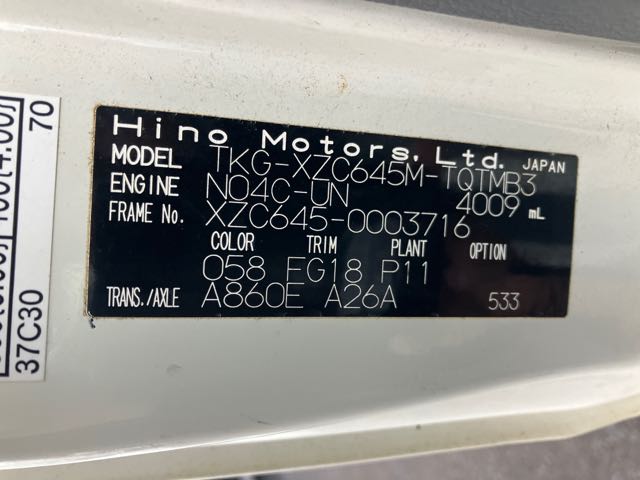 Hino Motors, Ltd. JAPAN
MODEL TKG-XZC645M-TQTMB3
ENGINE N04C-UN 4009 mL
FRAME No. XZC645-0003716
COLOR TRIM PLANT OPTION
058 FG18 P11
TRANS./AXLE A860E A26A 533
70
37C30